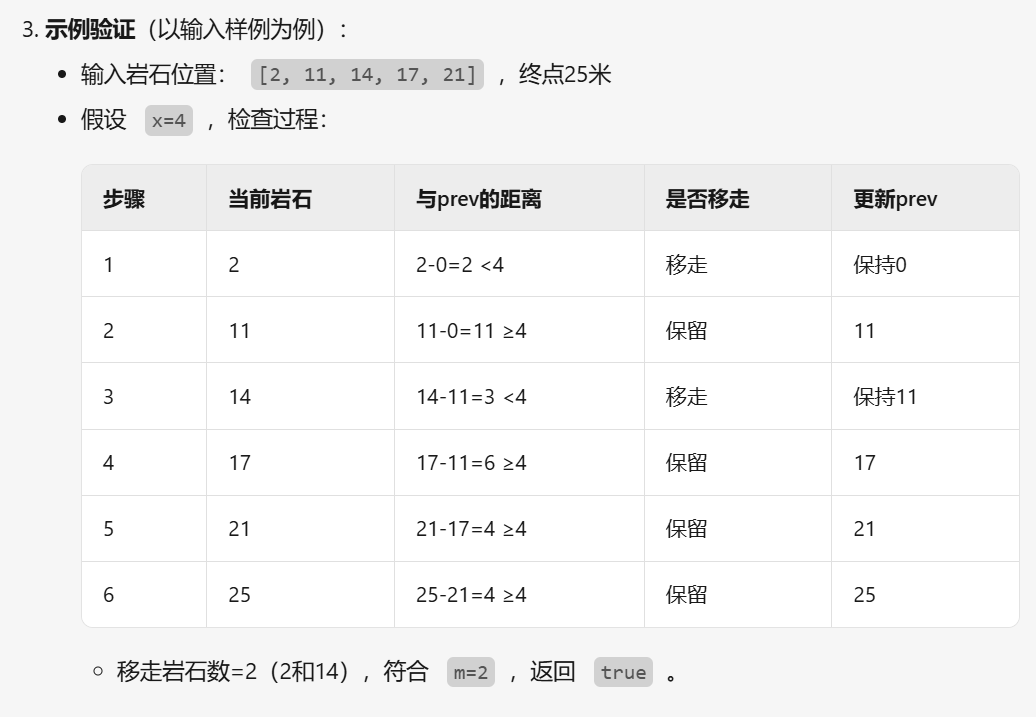 3. 示例验证（以输入样例为例）：
• 输入岩石位置： [2, 11, 14, 17, 21] ，终点25米
• 假设 x=4 ，检查过程：
步骤 当前岩石 与prev的距离 是否移走 更新prev
1 2 2-0=2 <4 移走 保持0
2 11 11-0=11 ≥4 保留 11
3 14 14-11=3 <4 移走 保持11
4 17 17-11=6 ≥4 保留 17
5 21 21-17=4 ≥4 保留 21
6 25 25-21=4 ≥4 保留 25
○ 移走岩石数=2（2和14），符合 m=2 ，返回 true 。